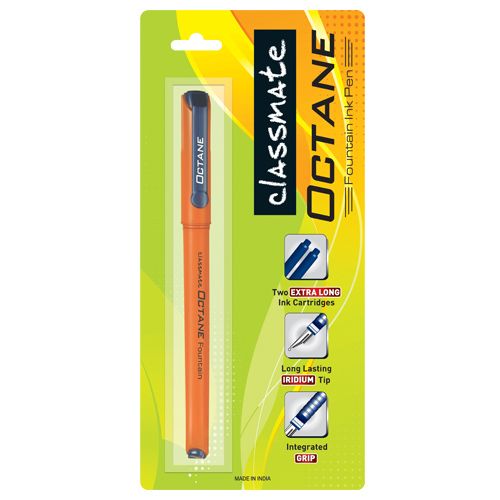 classmate
OCTANE
Fountain Ink Pen
OCTANE
classmate OCTANE Fountain
Two EXTRA LONG
Ink Cartridges
Long Lasting
IRIDIUM Tip
Integrated
GRIP
MADE IN INDIA